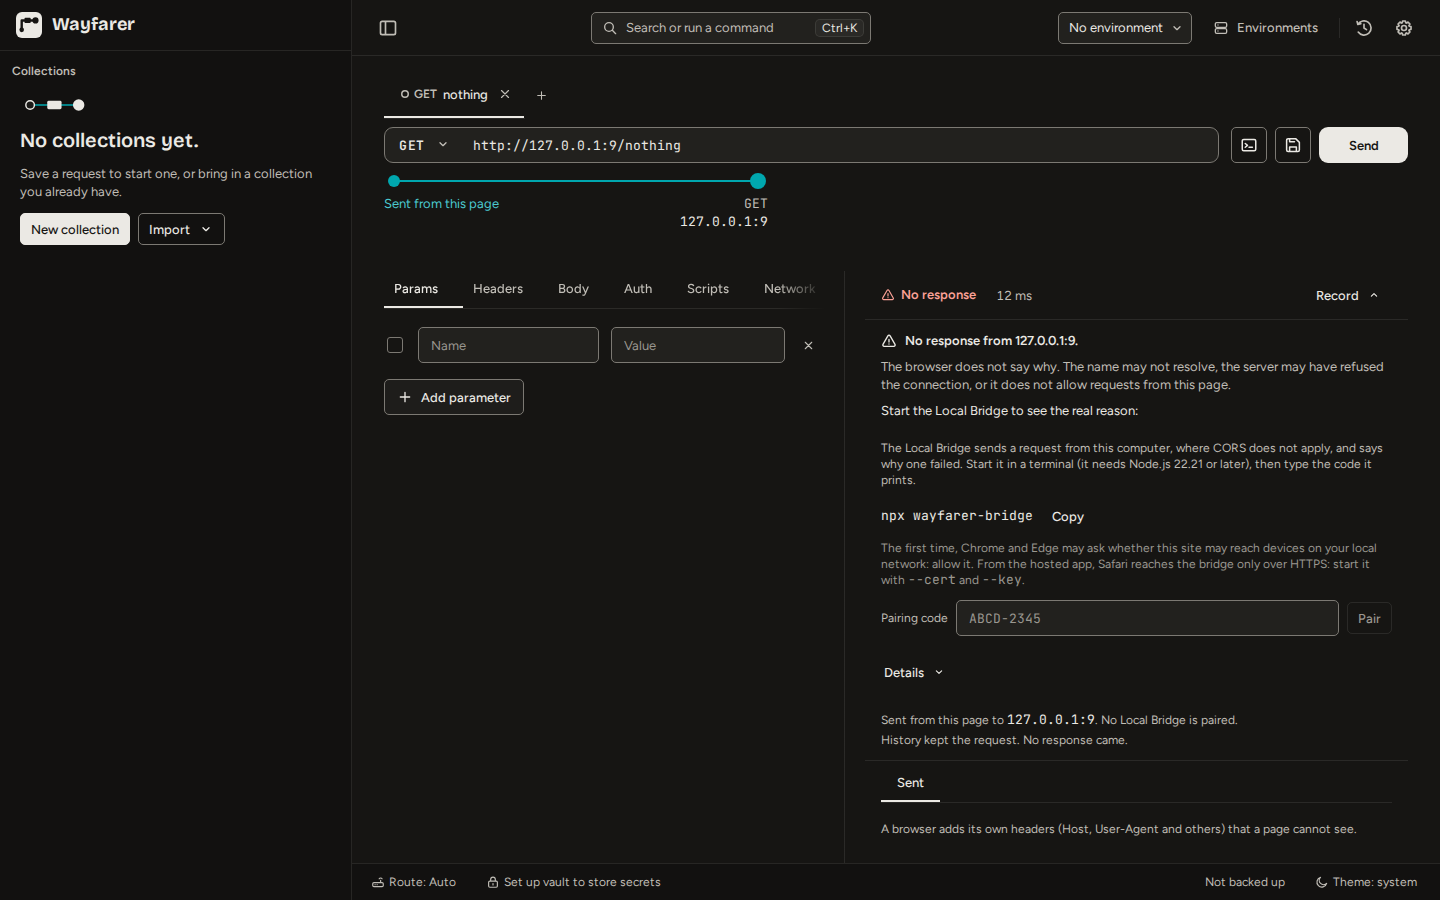 Wayfarer
Search or run a command
Ctrl+K
No environment
Environments
Collections
No collections yet.
Save a request to start one, or bring in a collection
you already have.
New collection
Import
GET nothing
GET
http://127.0.0.1:9/nothing
Send
Sent from this page
GET
127.0.0.1:9
Params
Headers
Body
Auth
Scripts
Network
Name
Value
Add parameter
No response
12 ms
Record
No response from 127.0.0.1:9.
The browser does not say why. The name may not resolve, the server may have refused
the connection, or it does not allow requests from this page.
Start the Local Bridge to see the real reason:
The Local Bridge sends a request from this computer, where CORS does not apply, and says
why one failed. Start it in a terminal (it needs Node.js 22.21 or later), then type the code it
prints.
npx wayfarer-bridge
Copy
The first time, Chrome and Edge may ask whether this site may reach devices on your local
network: allow it. From the hosted app, Safari reaches the bridge only over HTTPS: start it
with --cert and --key.
Pairing code
ABCD-2345
Pair
Details
Sent from this page to 127.0.0.1:9. No Local Bridge is paired.
History kept the request. No response came.
Sent
A browser adds its own headers (Host, User-Agent and others) that a page cannot see.
Route: Auto
Set up vault to store secrets
Not backed up
Theme: system